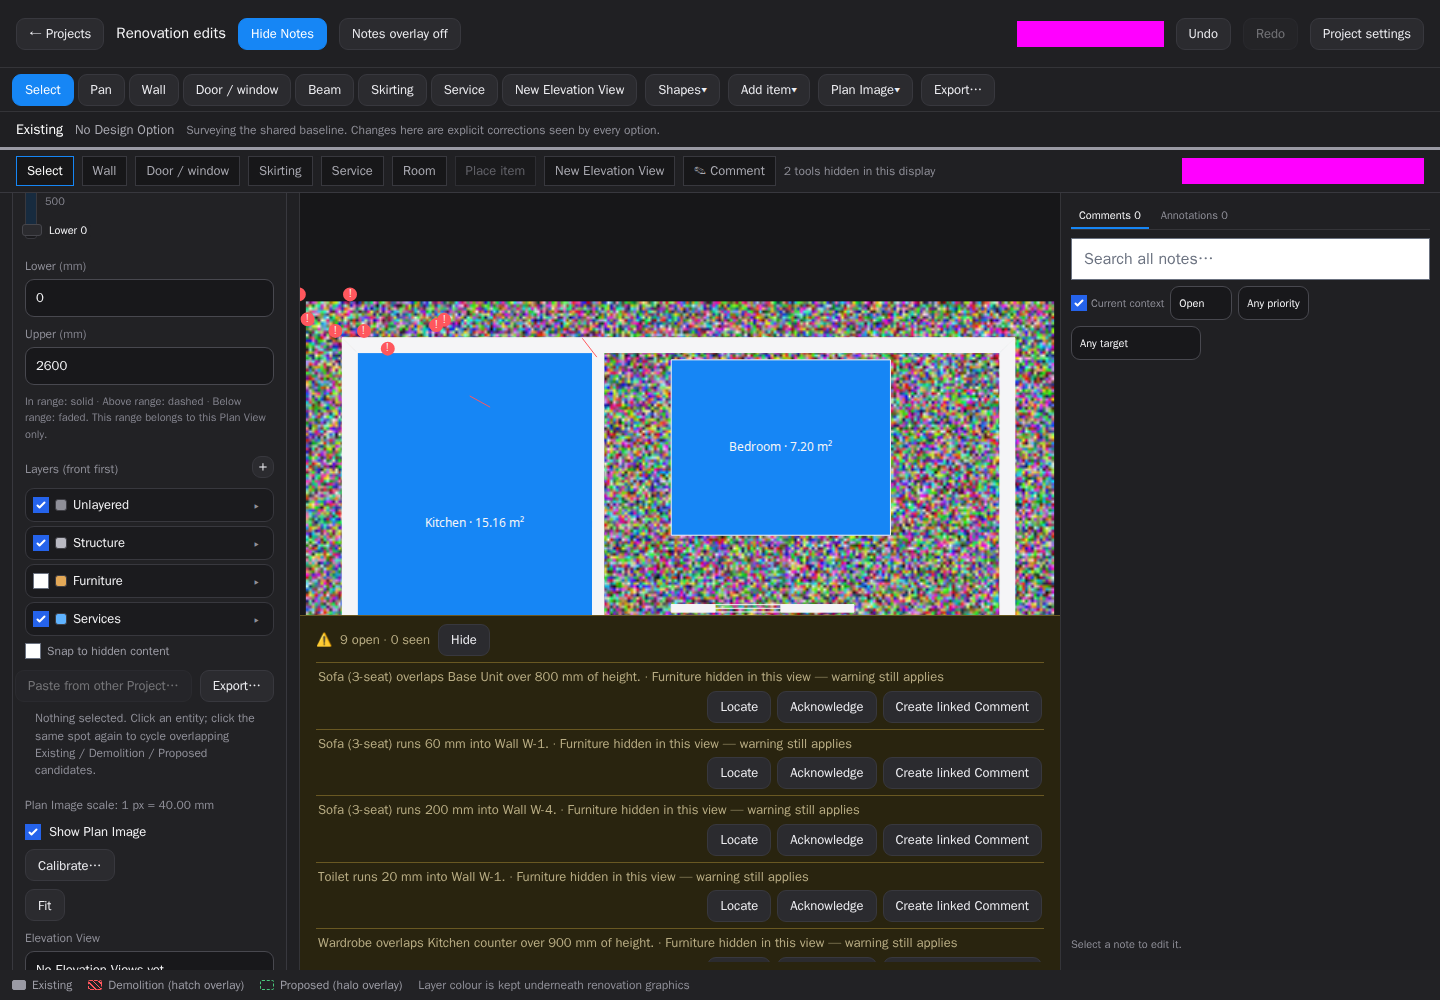 ← Projects
Renovation edits
Hide Notes
Notes overlay off
Undo
Redo
Project settings
Select
Pan
Wall
Door / window
Beam
Skirting
Service
New Elevation View
Shapes▾
Add item▾
Plan Image▾
Export⋯
Existing
No Design Option
Surveying the shared baseline. Changes here are explicit corrections seen by every option.
Select
Wall
Door / window
Skirting
Service
Room
Place item
New Elevation View
✎ Comment
2 tools hidden in this display
500
Lower 0
Lower (mm)
0
Upper (mm)
2600
In range: solid · Above range: dashed · Below
range: faded. This range belongs to this Plan View
only.
Layers (front first)
+
Unlayered
Structure
Furniture
Services
Snap to hidden content
Paste from other Project⋯
Export⋯
Nothing selected. Click an entity; click the
same spot again to cycle overlapping
Existing / Demolition / Proposed
candidates.
Plan Image scale: 1 px = 40.00 mm
Show Plan Image
Calibrate⋯
Fit
Elevation View
No Elevation Views yet
Kitchen · 15.16 m²
Bedroom · 7.20 m²
9 open · 0 seen
Hide
Sofa (3-seat) overlaps Base Unit over 800 mm of height. · Furniture hidden in this view — warning still applies
Locate
Acknowledge
Create linked Comment
Sofa (3-seat) runs 60 mm into Wall W-1. · Furniture hidden in this view — warning still applies
Locate
Acknowledge
Create linked Comment
Sofa (3-seat) runs 200 mm into Wall W-4. · Furniture hidden in this view — warning still applies
Locate
Acknowledge
Create linked Comment
Toilet runs 20 mm into Wall W-1. · Furniture hidden in this view — warning still applies
Locate
Acknowledge
Create linked Comment
Wardrobe overlaps Kitchen counter over 900 mm of height. · Furniture hidden in this view — warning still applies
Comments 0
Annotations 0
Search all notes⋯
Current context
Open
Any priority
Any target
Select a note to edit it.
Existing
Demolition (hatch overlay)
Proposed (halo overlay)
Layer colour is kept underneath renovation graphics